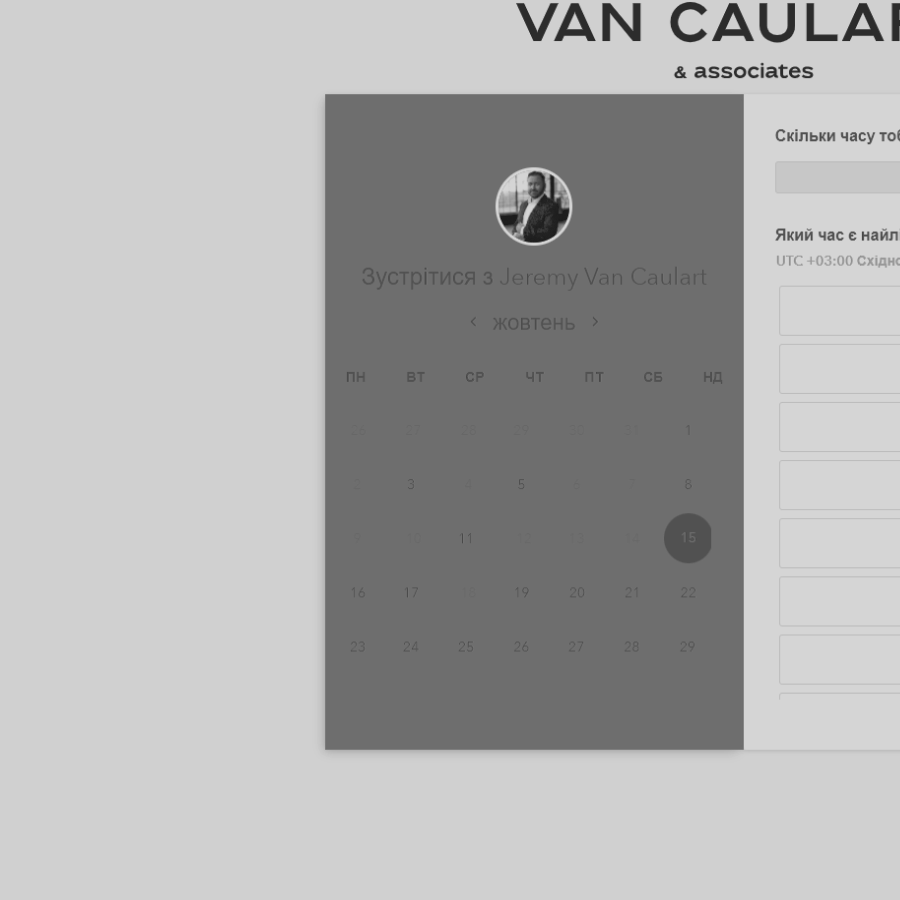 VAN CAULAR
& associates
Зустрітися з Jeremy Van Caulart
< жовтень >
ПН ВТ СР ЧТ ПТ СБ НД
26 27 28 29 30 31 1
2 3 4 5 6 7 8
9 10 11 12 13 14 15
16 17 18 19 20 21 22
23 24 25 26 27 28 29
Скільки часу тоб
Який час є найл
UTC +03:00 Східно